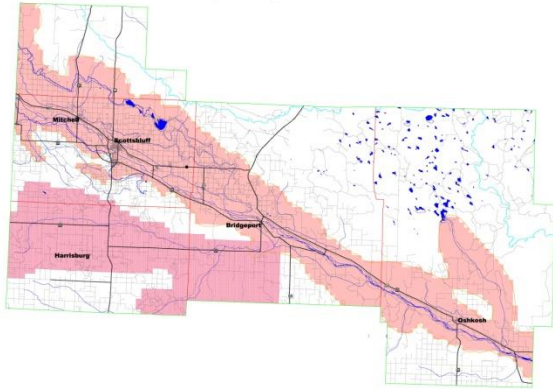 Mitchell
Scottsbluff
Bridgeport
Harrisburg
Oshkosh